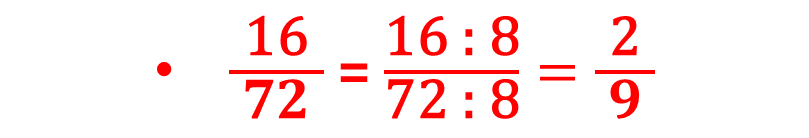 • 16/72 = 16 : 8/72 : 8 = 2/9